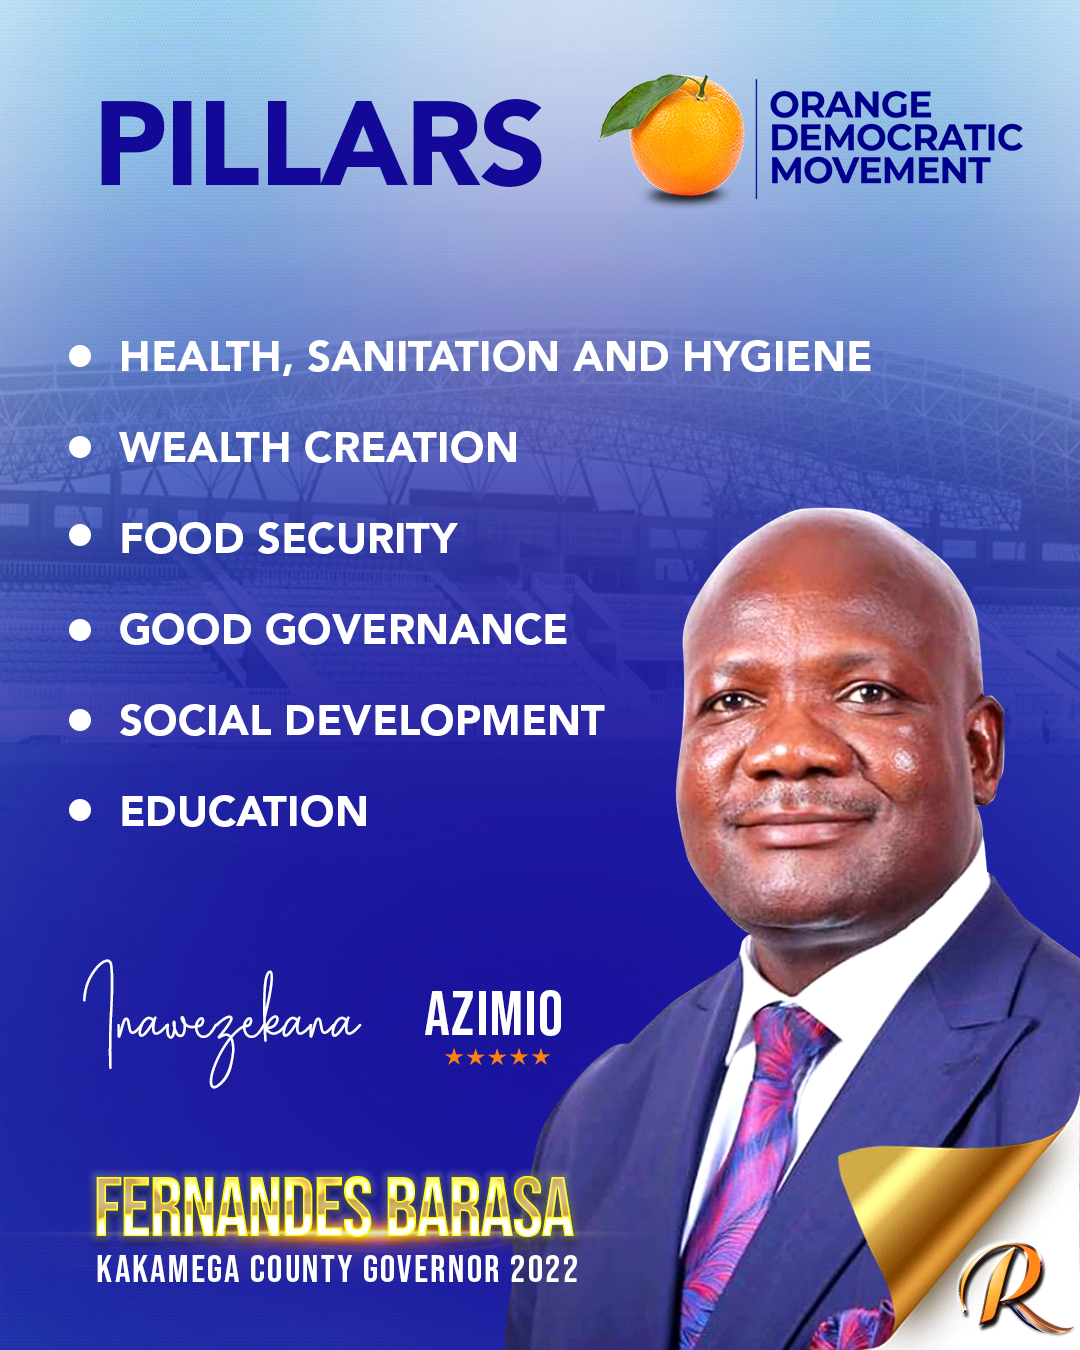 PILLARS
ORANGE
DEMOCRATIC
MOVEMENT
HEALTH, SANITATION AND HYGIENE
WEALTH CREATION
FOOD SECURITY
GOOD GOVERNANCE
SOCIAL DEVELOPMENT
EDUCATION
Inawezekana
AZIMIO
FERNANDES BARASA
KAKAMEGA COUNTY GOVERNOR 2022
R